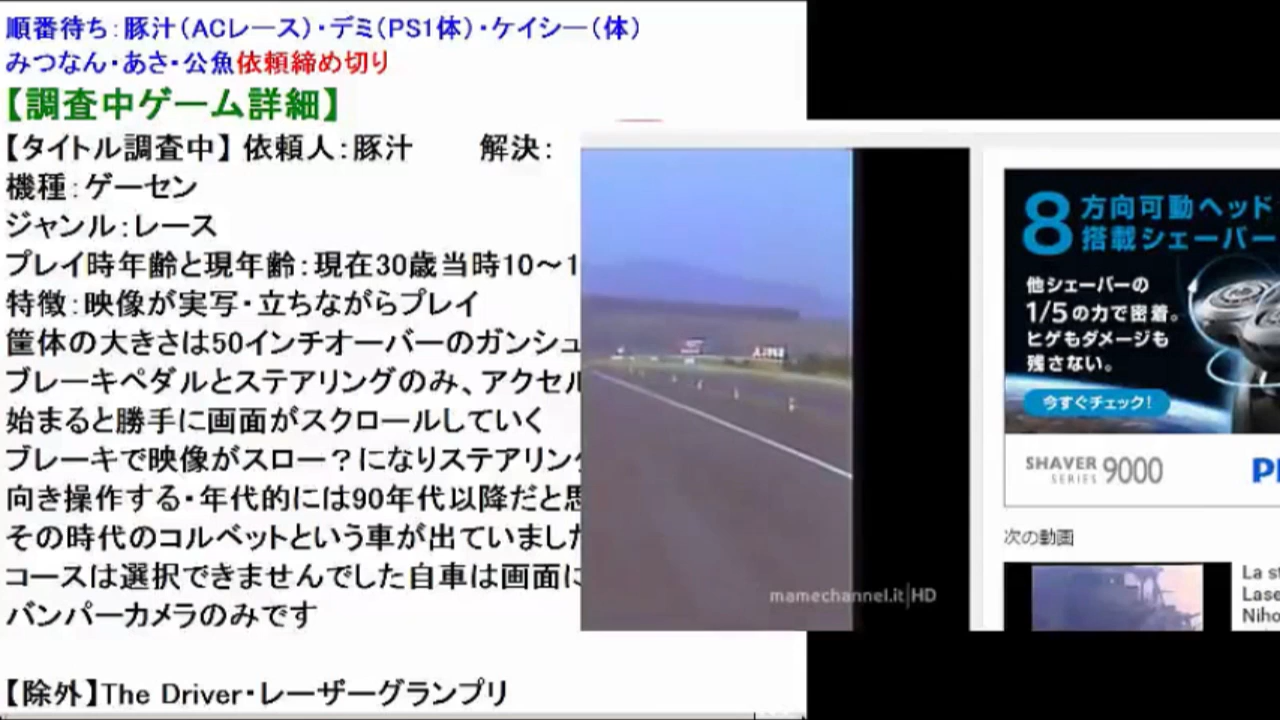 順番待ち：豚汁（ACレース）・デミ（PS1体）・ケイシー（体）
みつなん・あさ・公魚依頼締め切り
【調査中ゲーム詳細】
【タイトル調査中】依頼人：豚汁　　解決：
機種：ゲーセン
ジャンル：レース
プレイ時年齢と現年齢：現在30歳当時10～1
特徴：映像が実写・立ちながらプレイ
筐体の大きさは50インチオーバーのガンシュ
ブレーキペダルとステアリングのみ、アクセル
始まると勝手に画面がスクロールしていく
ブレーキで映像がスロー？になりステアリング
向き操作する・年代的には90年代以降だと思
その時代のコルベットという車が出ていました
コースは選択できませんでした自車は画面に
バンパーカメラのみです
【除外】The Driver・レーザーグランプリ
mamechannel.it|HD
8方向可動ヘッド
搭載シェーバー
他シェーバーの
1/5の力で密着。
ヒゲもダメージも
残さない。
今すぐチェック！
SHAVER
SERIES 9000
次の動画
La s
Lase
Niho